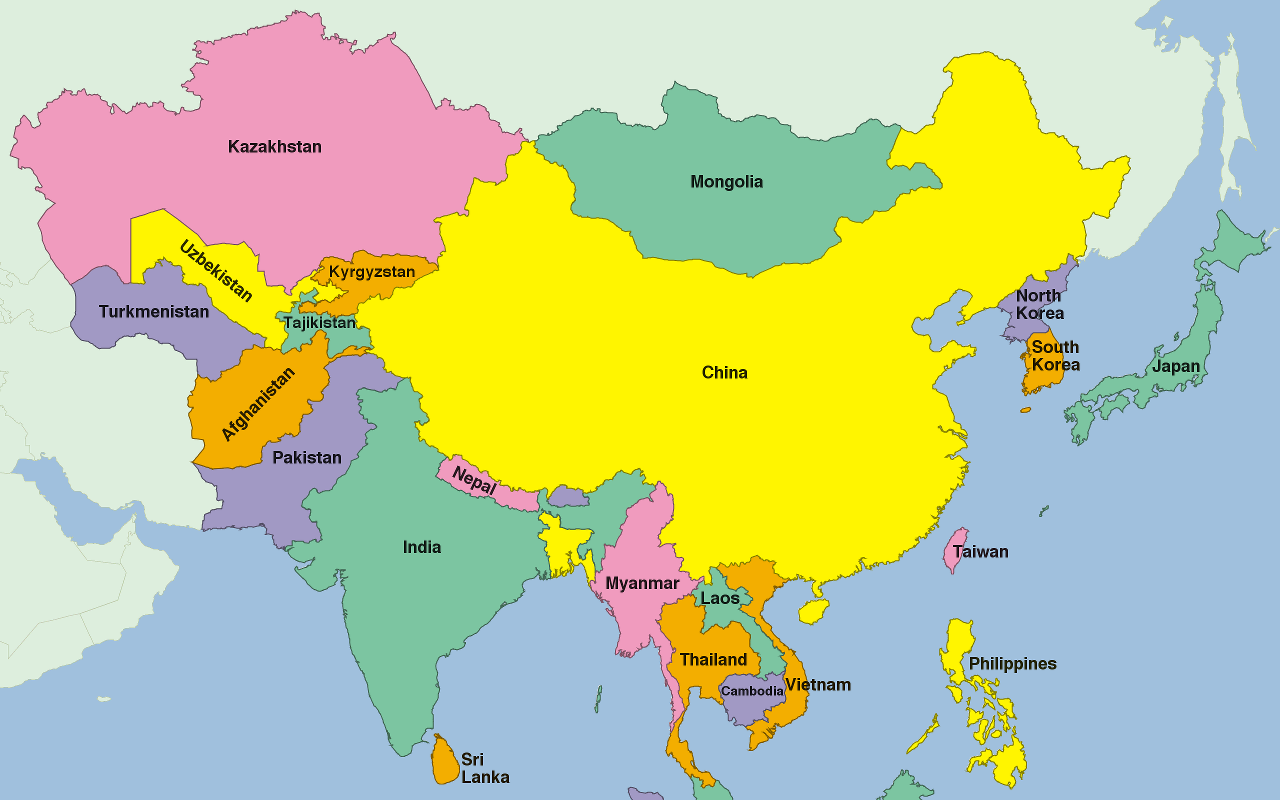 Kazakhstan
Mongolia
Uzbekistan
Kyrgyzstan
Turkmenistan
Tajikistan
North
Korea
South
Korea
Japan
China
Afghanistan
Pakistan
Nepal
India
Taiwan
Myanmar
Laos
Thailand
Philippines
Vietnam
Cambodia
Sri
Lanka